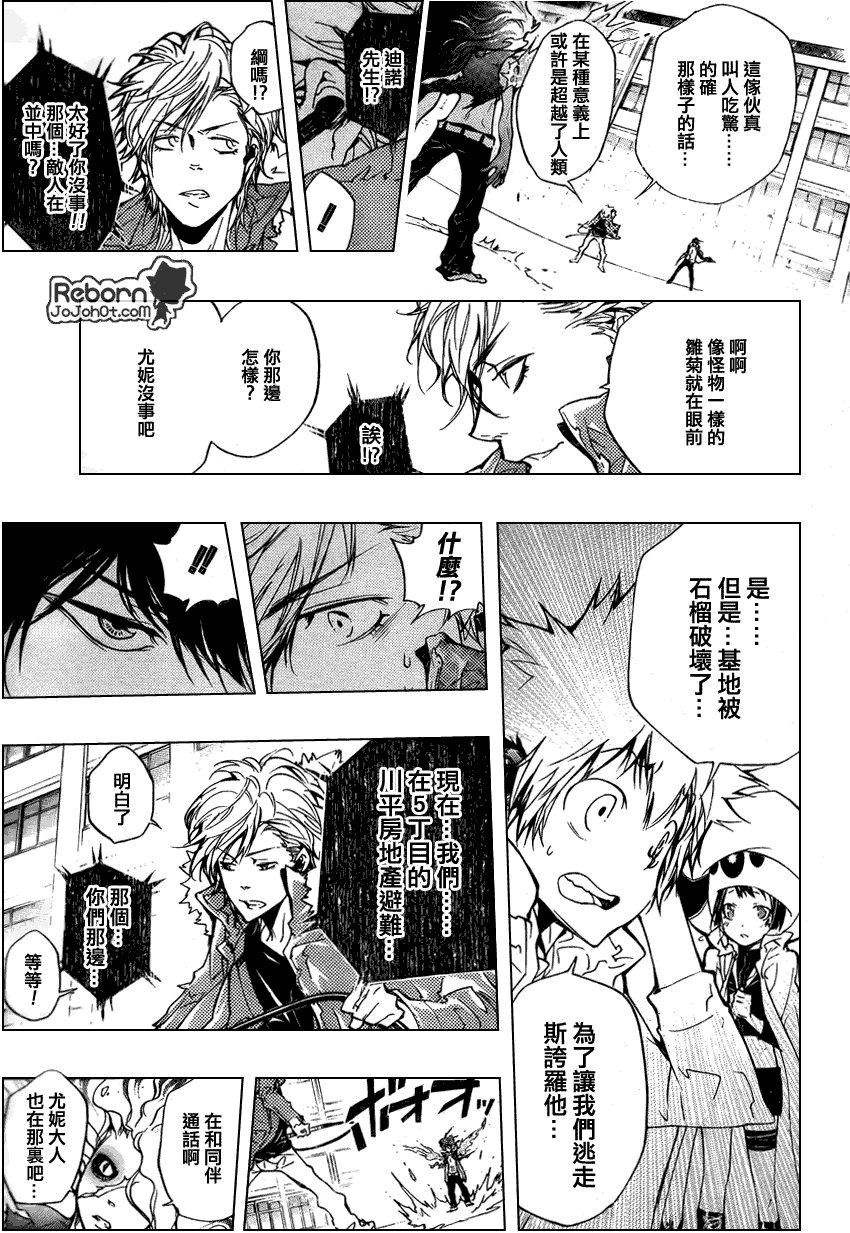 這傢伙真
叫人吃驚……
的確
那樣子的話…
在某種意義上
或許是超越了人類
迪諾
先生!?
!!
綱嗎!?
太好了你沒事!!
那個…敵人在
並中嗎？
Reborn
JoJohOt.com
啊啊
像怪物一樣的
雛菊就在眼前
誒!?
你那邊
怎樣？
尤妮沒事吧
是……
但是…基地被
石榴破壞了…
為了讓我們逃走
斯誇羅他…
什麼!?
!!
現在…我們……
在5丁目的
川平房地產避難…
明白了
那個…
你們那邊…
等等！
ボオオッ
在和同伴
通話啊
尤妮大人
也在那裏吧…